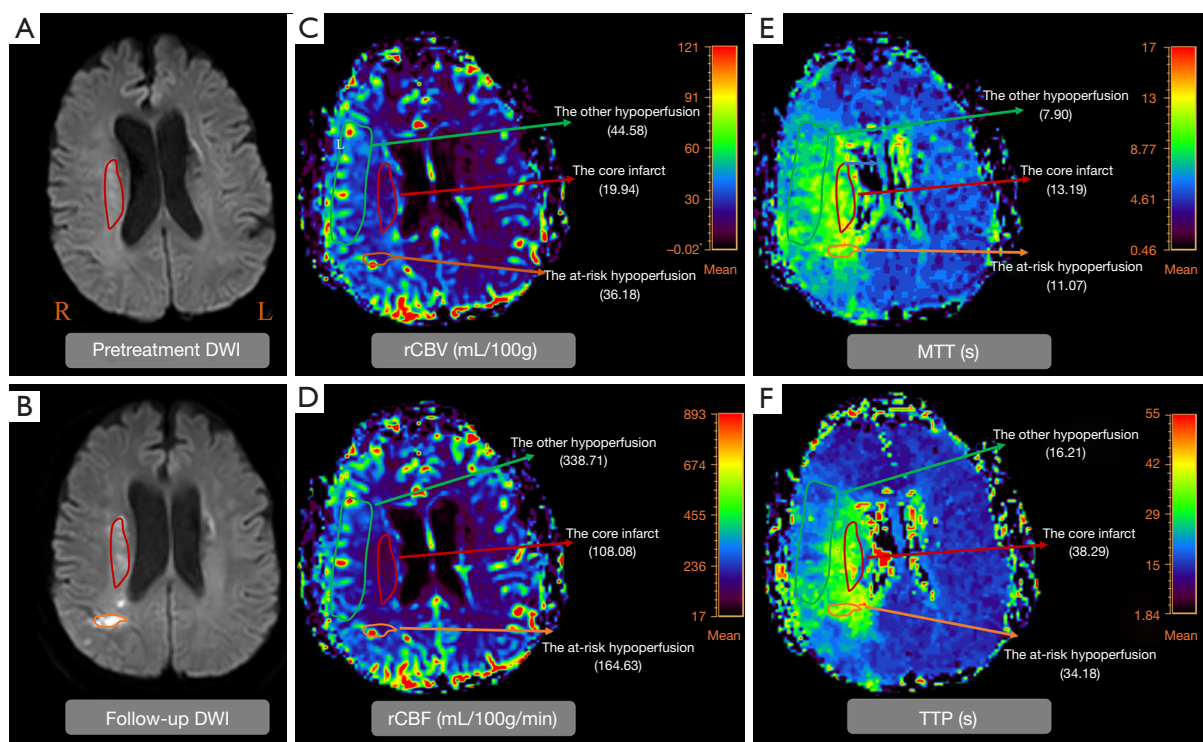 A
R
L
Pretreatment DWI
B
Follow-up DWI
C
L
The other hypoperfusion
(44.58)
The core infarct
(19.94)
The at-risk hypoperfusion
(36.18)
121
91
60
30
−0.02
Mean
rCBV (mL/100g)
D
The other hypoperfusion
(338.71)
The core infarct
(108.08)
The at-risk hypoperfusion
(164.63)
893
674
455
236
17
Mean
rCBF (mL/100g/min)
E
The other hypoperfusion
(7.90)
The core infarct
(13.19)
The at-risk hypoperfusion
(11.07)
17
13
8.77
4.61
0.46
Mean
MTT (s)
F
The other hypoperfusion
(16.21)
The core infarct
(38.29)
The at-risk hypoperfusion
(34.18)
55
42
29
15
1.84
Mean
TTP (s)